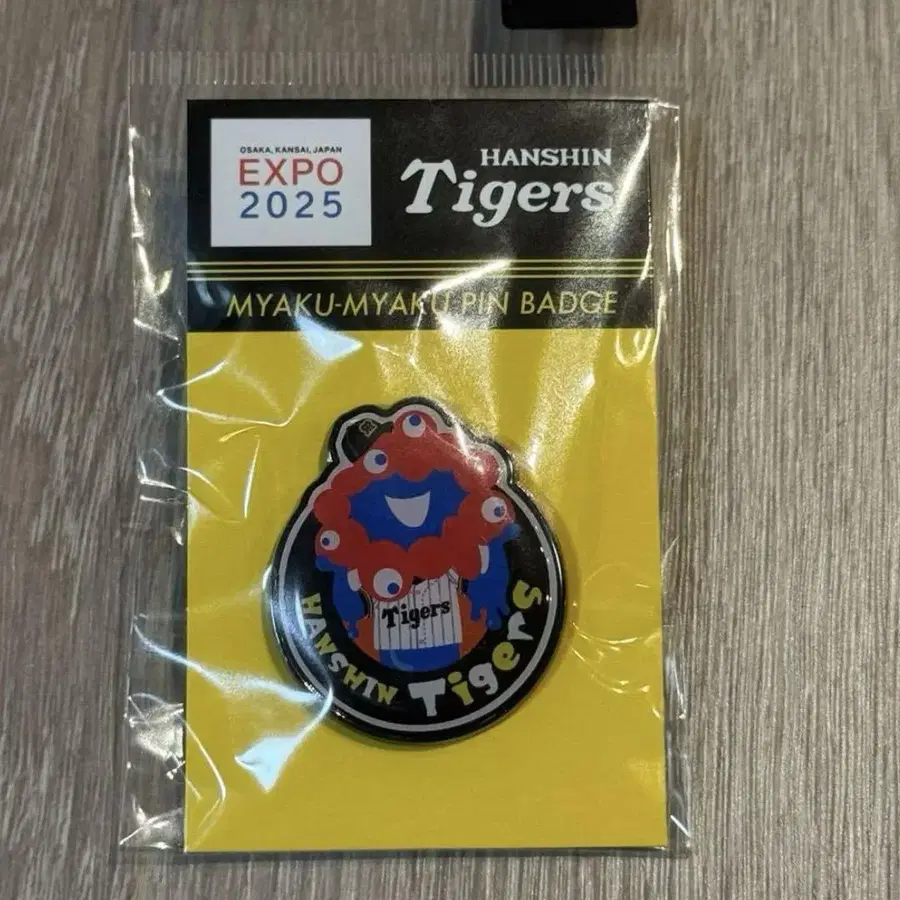 OSAKA, KANSAI, JAPAN
EXPO
2025
HANSHIN
Tigers
MYAKU-MYAKU PIN BADGE
Tigers
HANSHIN Tigers